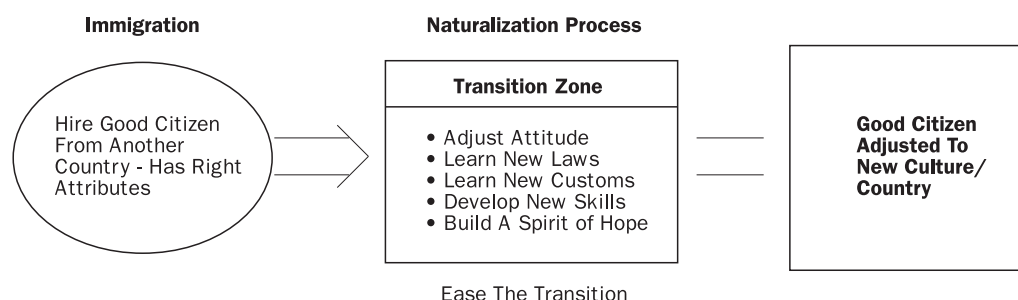 Immigration
Hire Good Citizen
From Another
Country - Has Right
Attributes
Naturalization Process
Transition Zone
• Adjust Attitude
• Learn New Laws
• Learn New Customs
• Develop New Skills
• Build A Spirit of Hope
Ease The Transition
Good Citizen
Adjusted To
New Culture/
Country